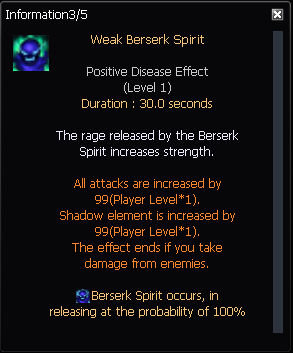 Information3/5
Weak Berserk Spirit
Positive Disease Effect
(Level 1)
Duration : 30.0 seconds
The rage released by the Berserk
Spirit increases strength.
All attacks are increased by
99(Player Level*1).
Shadow element is increased by
99(Player Level*1).
The effect ends if you take
damage from enemies.
Berserk Spirit occurs, in
releasing at the probability of 100%